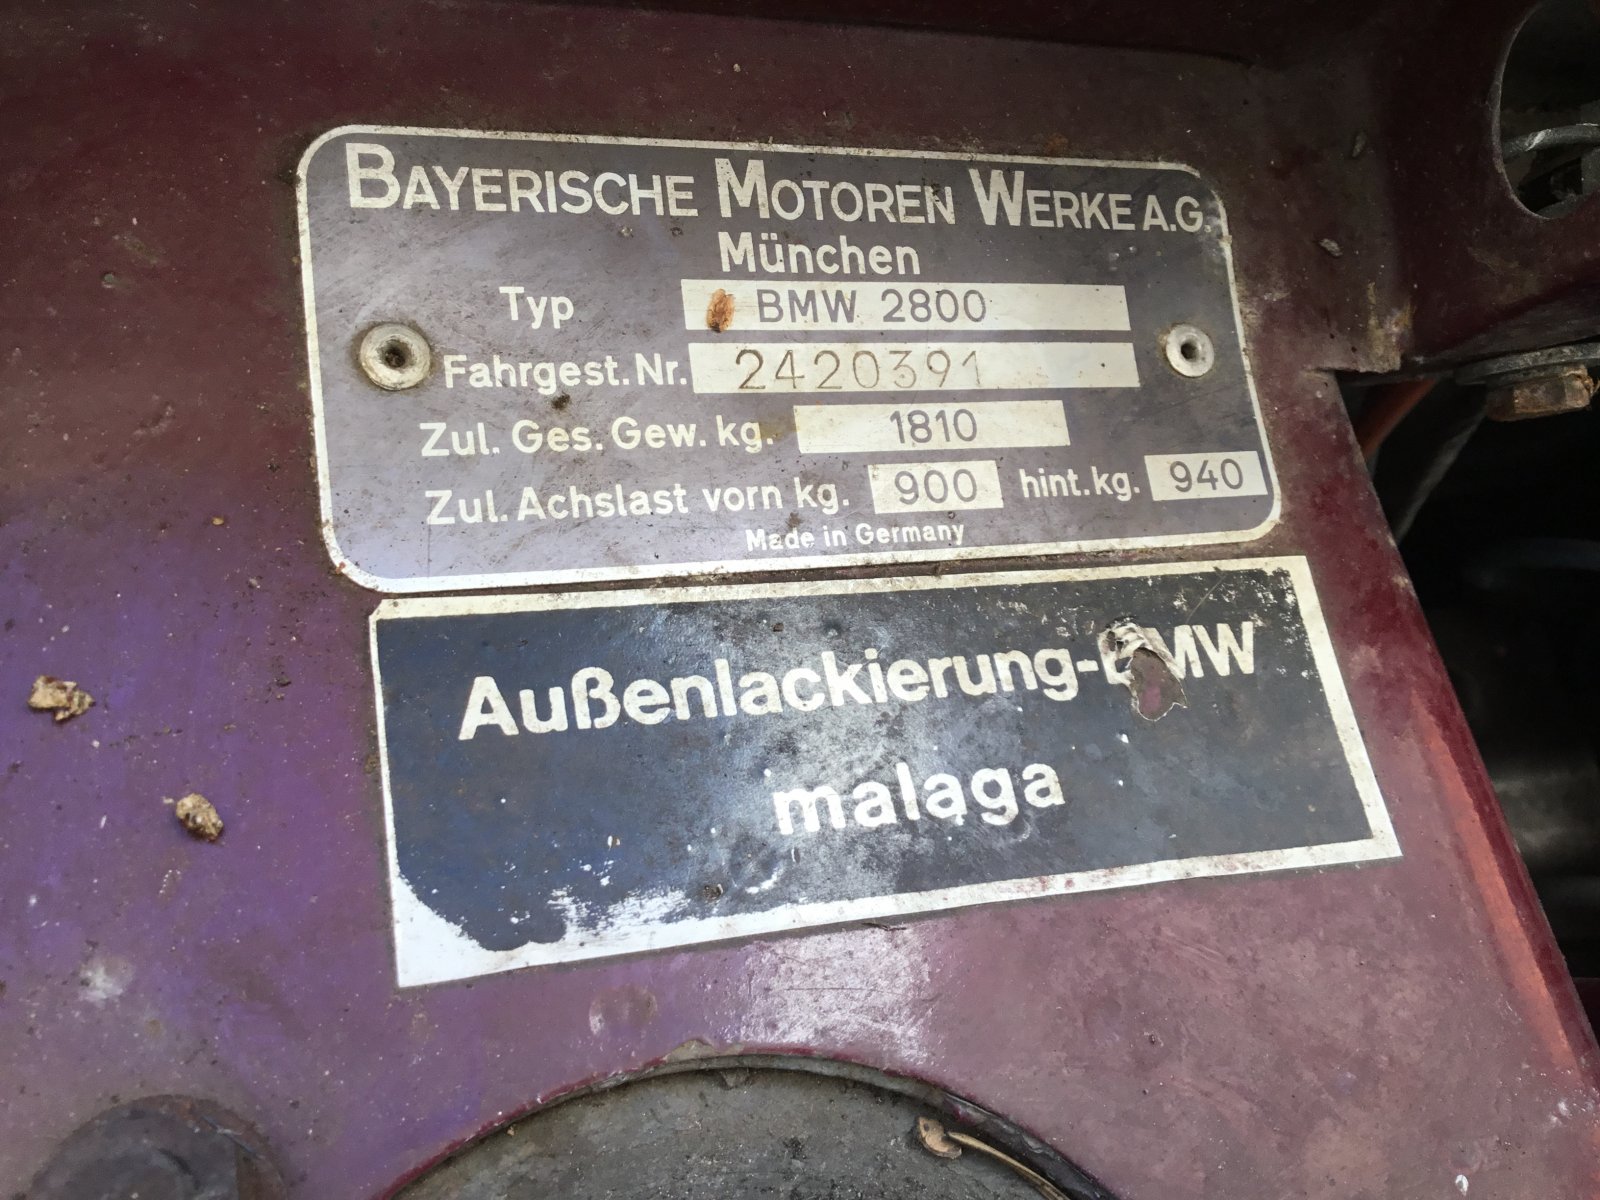 BAYERISCHE MOTOREN WERKE A.G.
München
Typ BMW 2800
Fahrgest. Nr. 2420391
Zul. Ges. Gew. kg. 1810
Zul. Achslast vorn kg. 900 hint. kg. 940
Made in Germany
Außenlackierung-BMW
malaga